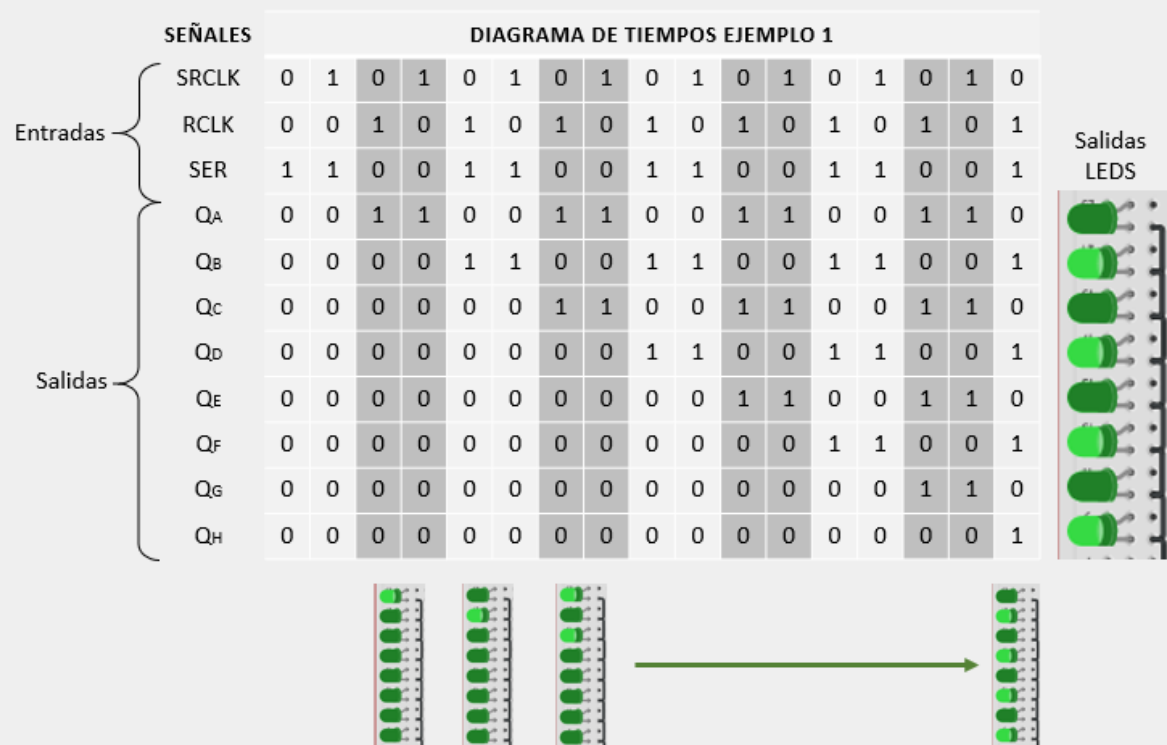 SEÑALES DIAGRAMA DE TIEMPOS EJEMPLO 1
SRCLK 0 1 0 1 0 1 0 1 0 1 0 1 0 1 0 1 0
Entradas
RCLK 0 0 1 0 1 0 1 0 1 0 1 0 1 0 1 0 1
SER 1 1 0 0 1 1 0 0 1 1 0 0 1 1 0 0 1
Salidas
LEDS
QA 0 0 1 1 0 0 1 1 0 0 1 1 0 0 1 1 0
QB 0 0 0 0 1 1 0 0 1 1 0 0 1 1 0 0 1
QC 0 0 0 0 0 0 1 1 0 0 1 1 0 0 1 1 0
QD 0 0 0 0 0 0 0 0 1 1 0 0 1 1 0 0 1
Salidas
QE 0 0 0 0 0 0 0 0 0 0 1 1 0 0 1 1 0
QF 0 0 0 0 0 0 0 0 0 0 0 0 1 1 0 0 1
QG 0 0 0 0 0 0 0 0 0 0 0 0 0 0 1 1 0
QH 0 0 0 0 0 0 0 0 0 0 0 0 0 0 0 0 1